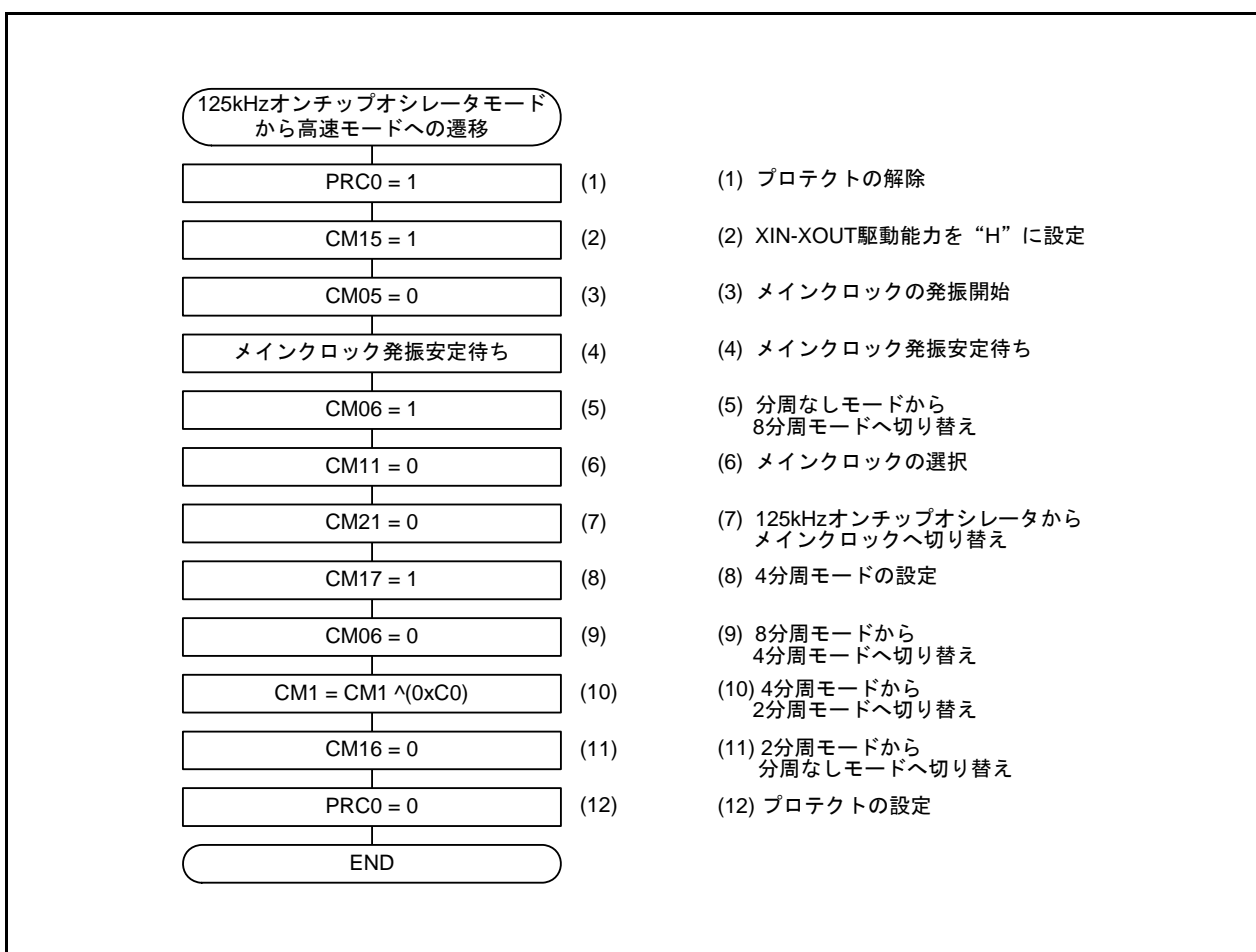 125kHzオンチップオシレータモード
から高速モードへの遷移
PRC0 = 1 (1) (1) プロテクトの解除
CM15 = 1 (2) (2) XIN-XOUT駆動能力を“H”に設定
CM05 = 0 (3) (3) メインクロックの発振開始
メインクロック発振安定待ち (4) (4) メインクロック発振安定待ち
CM06 = 1 (5) (5) 分周なしモードから
8分周モードへ切り替え
CM11 = 0 (6) (6) メインクロックの選択
CM21 = 0 (7) (7) 125kHzオンチップオシレータから
メインクロックへ切り替え
CM17 = 1 (8) (8) 4分周モードの設定
CM06 = 0 (9) (9) 8分周モードから
4分周モードへ切り替え
CM1 = CM1 ^(0xC0) (10) (10) 4分周モードから
2分周モードへ切り替え
CM16 = 0 (11) (11) 2分周モードから
分周なしモードへ切り替え
PRC0 = 0 (12) (12) プロテクトの設定
END